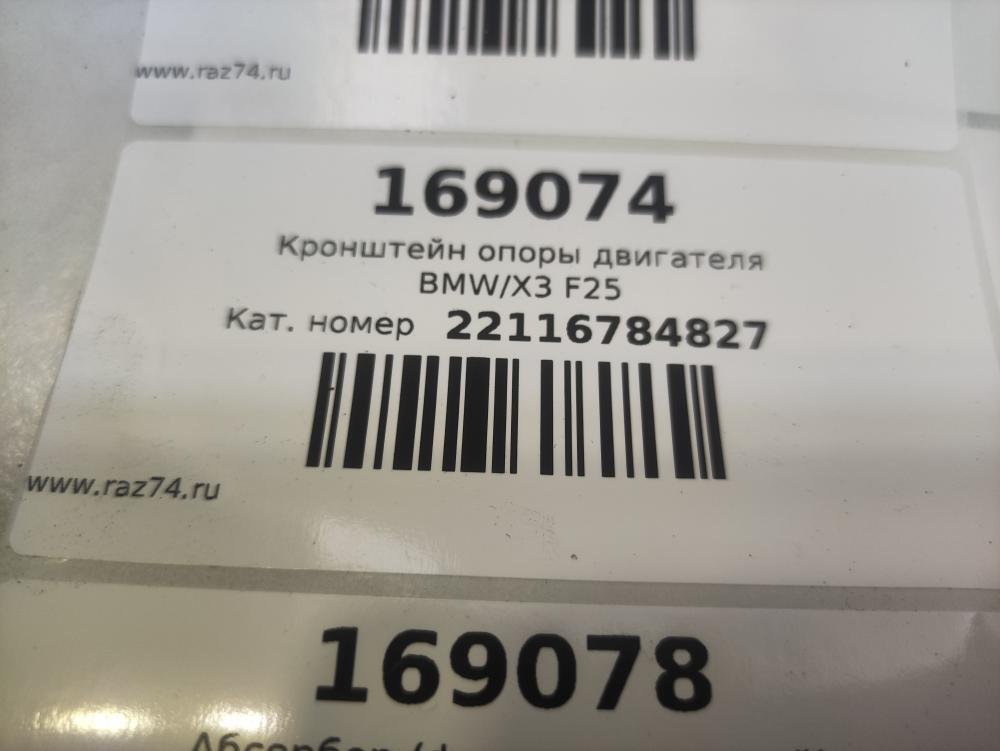 www.raz74.ru
169074
Кронштейн опоры двигателя
BMW/X3 F25
Кат. номер 22116784827
www.raz74.ru
169078